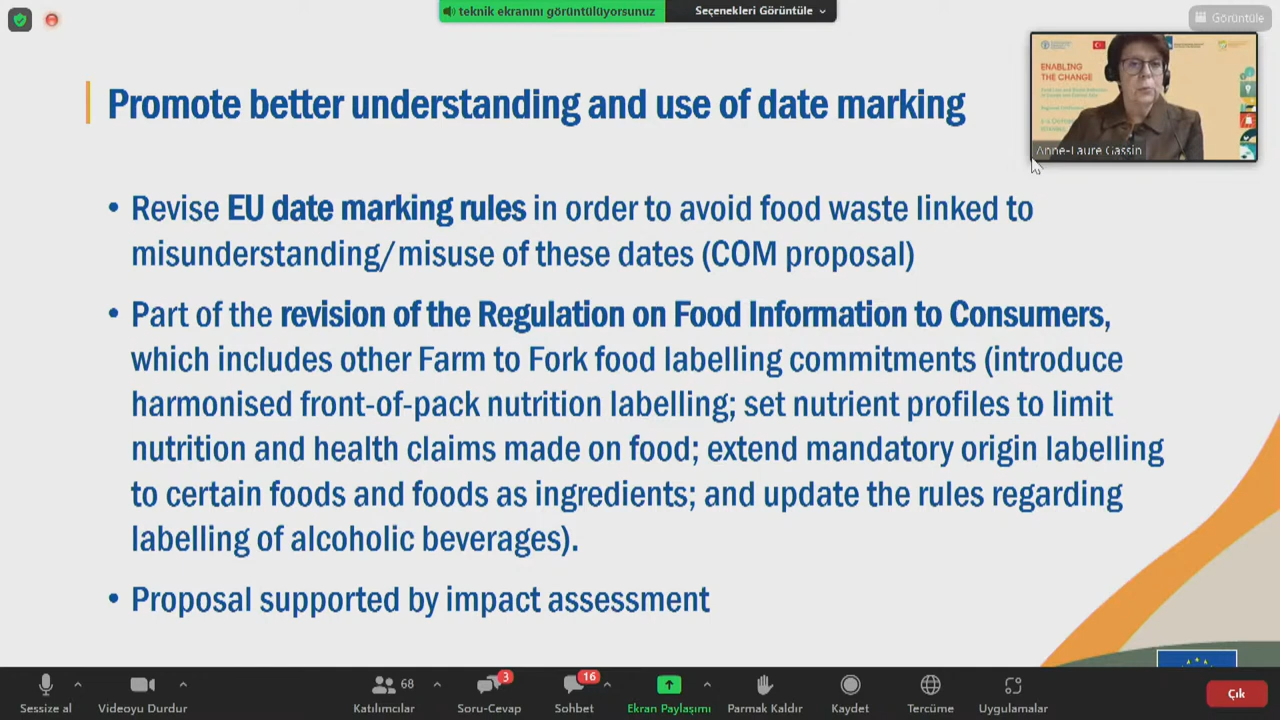 teknik ekranını görüntülüyorsunuz
Seçenekleri Görüntüle
Görüntüle
ENABLING
THE CHANGE
Anne-Laure Gassin
Promote better understanding and use of date marking
• Revise EU date marking rules in order to avoid food waste linked to
misunderstanding/misuse of these dates (COM proposal)
• Part of the revision of the Regulation on Food Information to Consumers,
which includes other Farm to Fork food labelling commitments (introduce
harmonised front-of-pack nutrition labelling; set nutrient profiles to limit
nutrition and health claims made on food; extend mandatory origin labelling
to certain foods and foods as ingredients; and update the rules regarding
labelling of alcoholic beverages).
• Proposal supported by impact assessment
68
3
16
Sessize al
Videoyu Durdur
Katılımcılar
Soru-Cevap
Sohbet
Ekran Paylaşımı
Parmak Kaldır
Kaydet
Tercüme
Uygulamalar
Çık